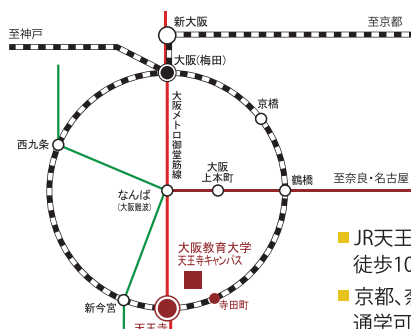 新大阪
至京都
至神戸
大阪(梅田)
大阪メトロ御堂筋線
京橋
西九条
大阪
上本町
鶴橋
なんば
(大阪難波)
至奈良・名古屋
大阪教育大学
天王寺キャンパス
寺田町
新今宮
天王寺
JR天王
徒歩10
京都、奈
通学可